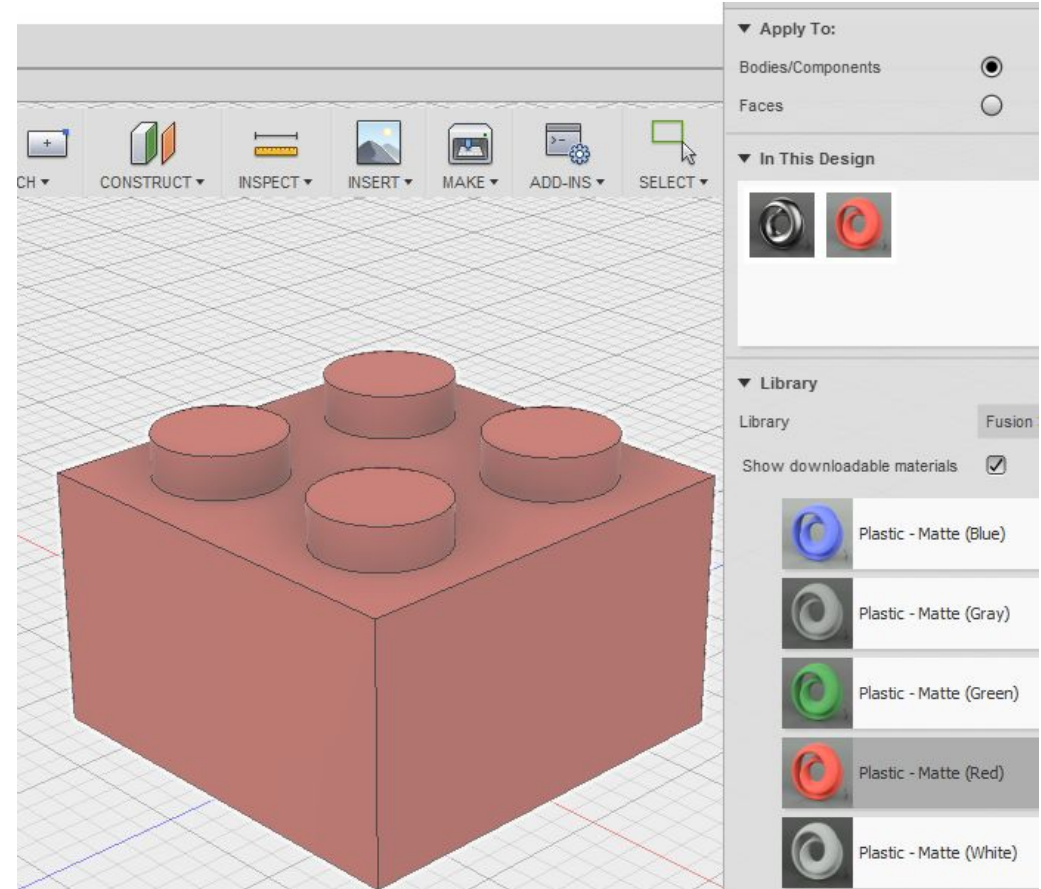 CH
CONSTRUCT
INSPECT
INSERT
MAKE
ADD-INS
SELECT
Apply To:
Bodies/Components
Faces
In This Design
Library
Library Fusion
Show downloadable materials
Plastic - Matte (Blue)
Plastic - Matte (Gray)
Plastic - Matte (Green)
Plastic - Matte (Red)
Plastic - Matte (White)